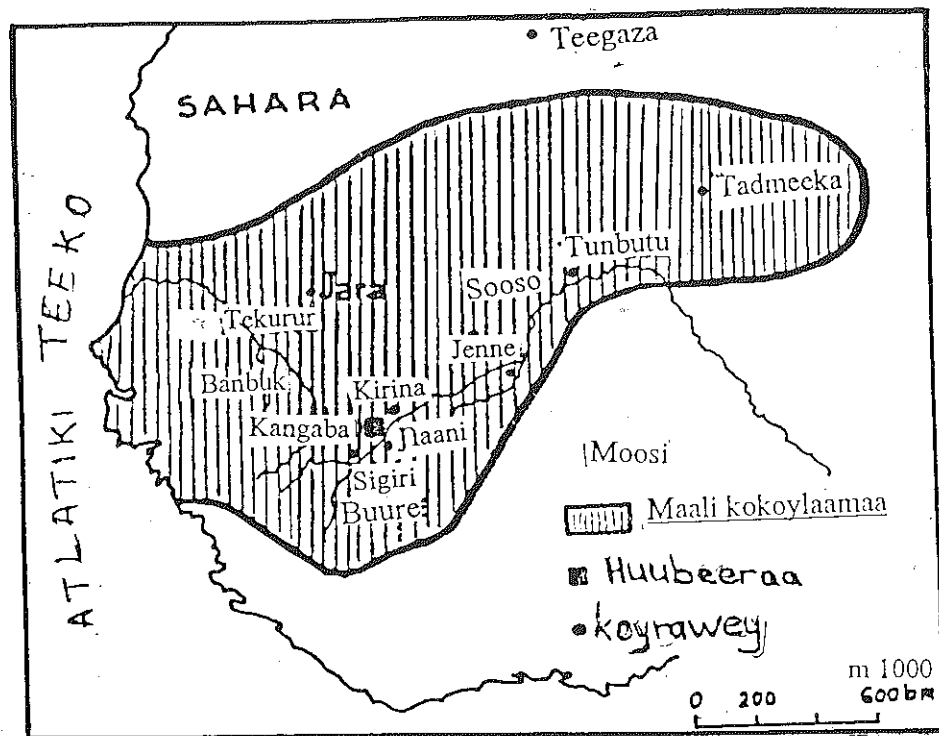 Teegaza
SAHARA
Tadmeeka
ATLATIKI TEEKO
Tunbutu
Sooso
Jara
Tekurur
Jenne
Banbuk
Kirina
Kangaba
Ɲaani
Sigiri
Buure
Moosi
Maali kokoylaamaa
Huubeeraa
koyrawey
m 1000
0 200 600 bm